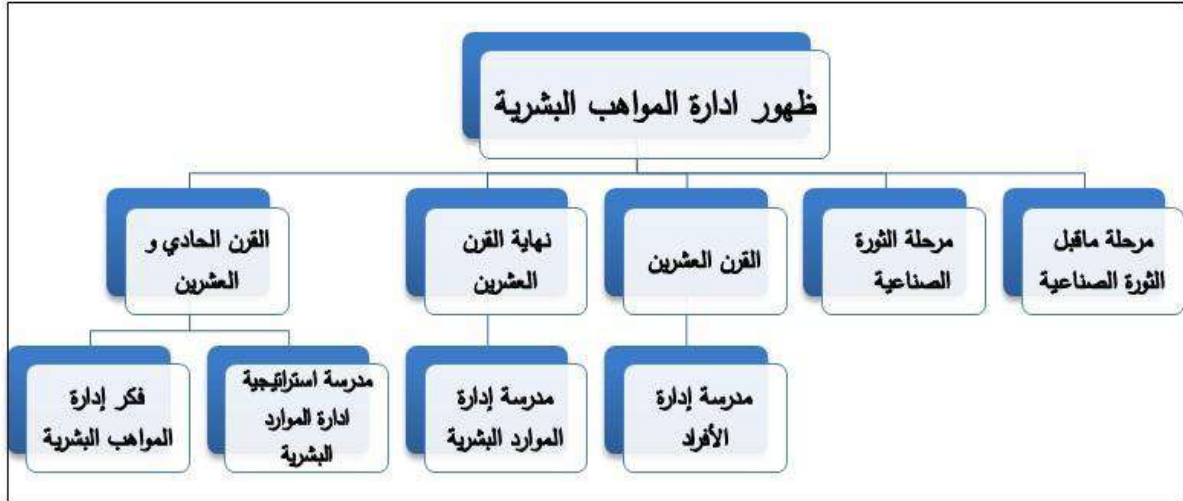 ظهور ادارة المواهب البشرية
مرحلة ماقبل
الثورة الصناعية
مرحلة الثورة
الصناعية
القرن العشرين
نهاية القرن
العشرين
القرن الحادي و
العشرين
مدرسة إدارة
الأفراد
مدرسة إدارة
الموارد البشرية
مدرسة استراتيجية
ادارة الموارد
البشرية
فكر إدارة
المواهب البشرية